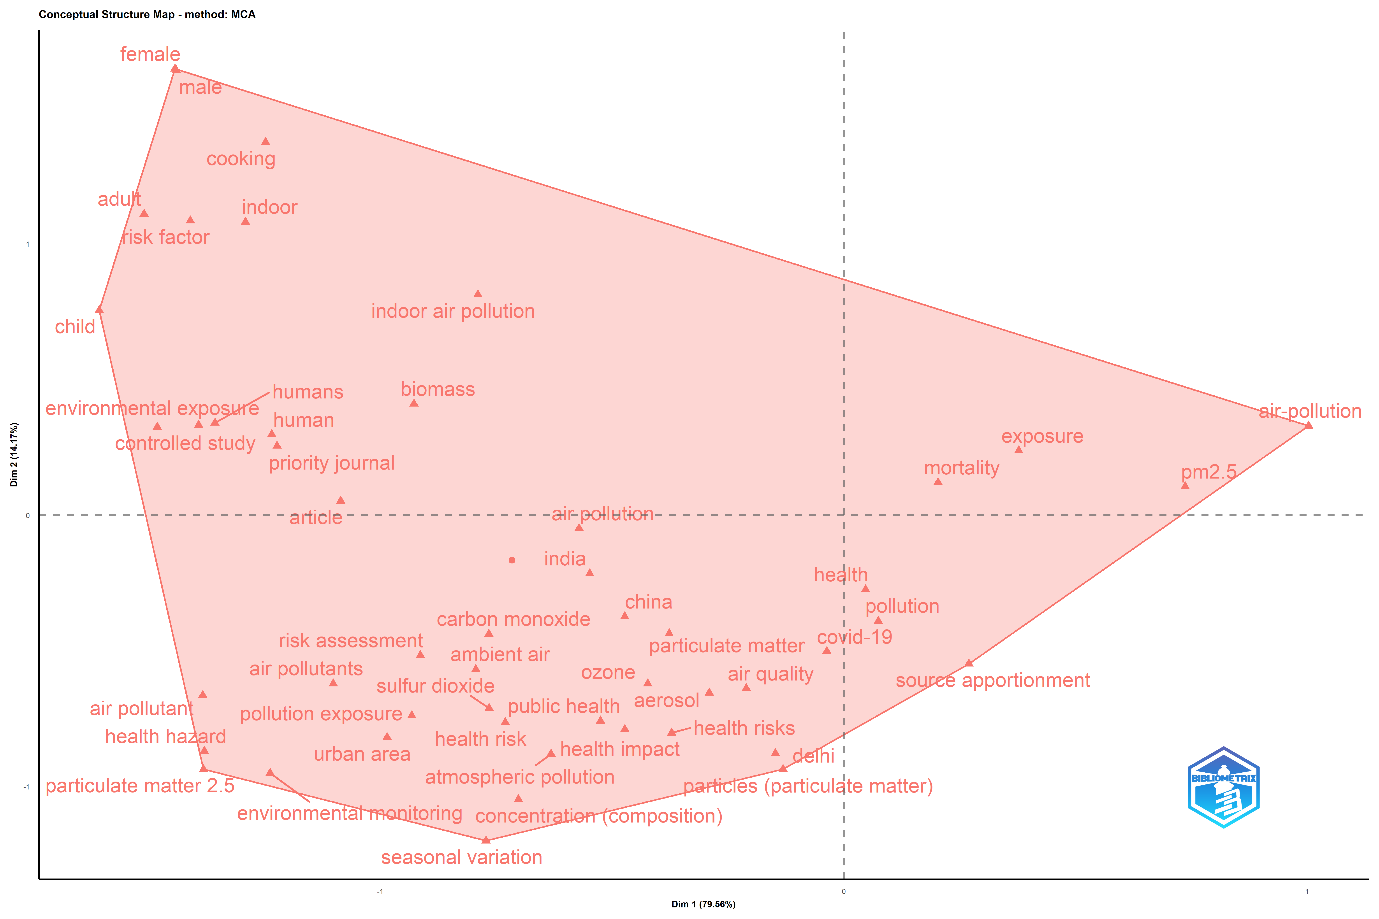 Conceptual Structure Map - method: MCA
female
male
cooking
adult
indoor
risk factor
indoor air pollution
child
biomass
humans
environmental exposure
human
controlled study
priority journal
air-pollution
exposure
mortality
pm2.5
article
air pollution
india
health
china
pollution
carbon monoxide
covid-19
risk assessment
particulate matter
ambient air
air pollutants
ozone
air quality
source apportionment
sulfur dioxide
aerosol
air pollutant
pollution exposure
public health
health risks
health hazard
health risk
health impact
urban area
delhi
atmospheric pollution
particulate matter 2.5
particles (particulate matter)
environmental monitoring
concentration (composition)
seasonal variation
BIBLIOMETRIX
1
0
-1
-1
0
1
Dim 1 (79.56%)
Dim 2 (14.17%)